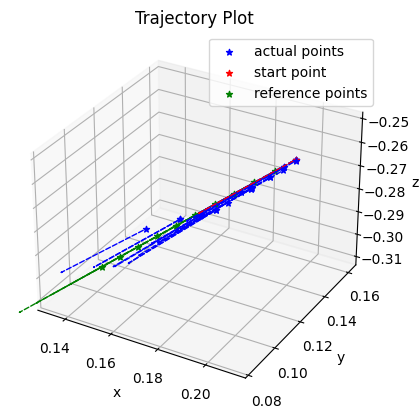 Trajectory Plot
actual points
start point
reference points
−0.25
−0.26
−0.27
−0.28
−0.29
−0.30
−0.31
z
0.16
0.14
0.12
0.10
0.08
y
0.14
0.16
0.18
0.20
x